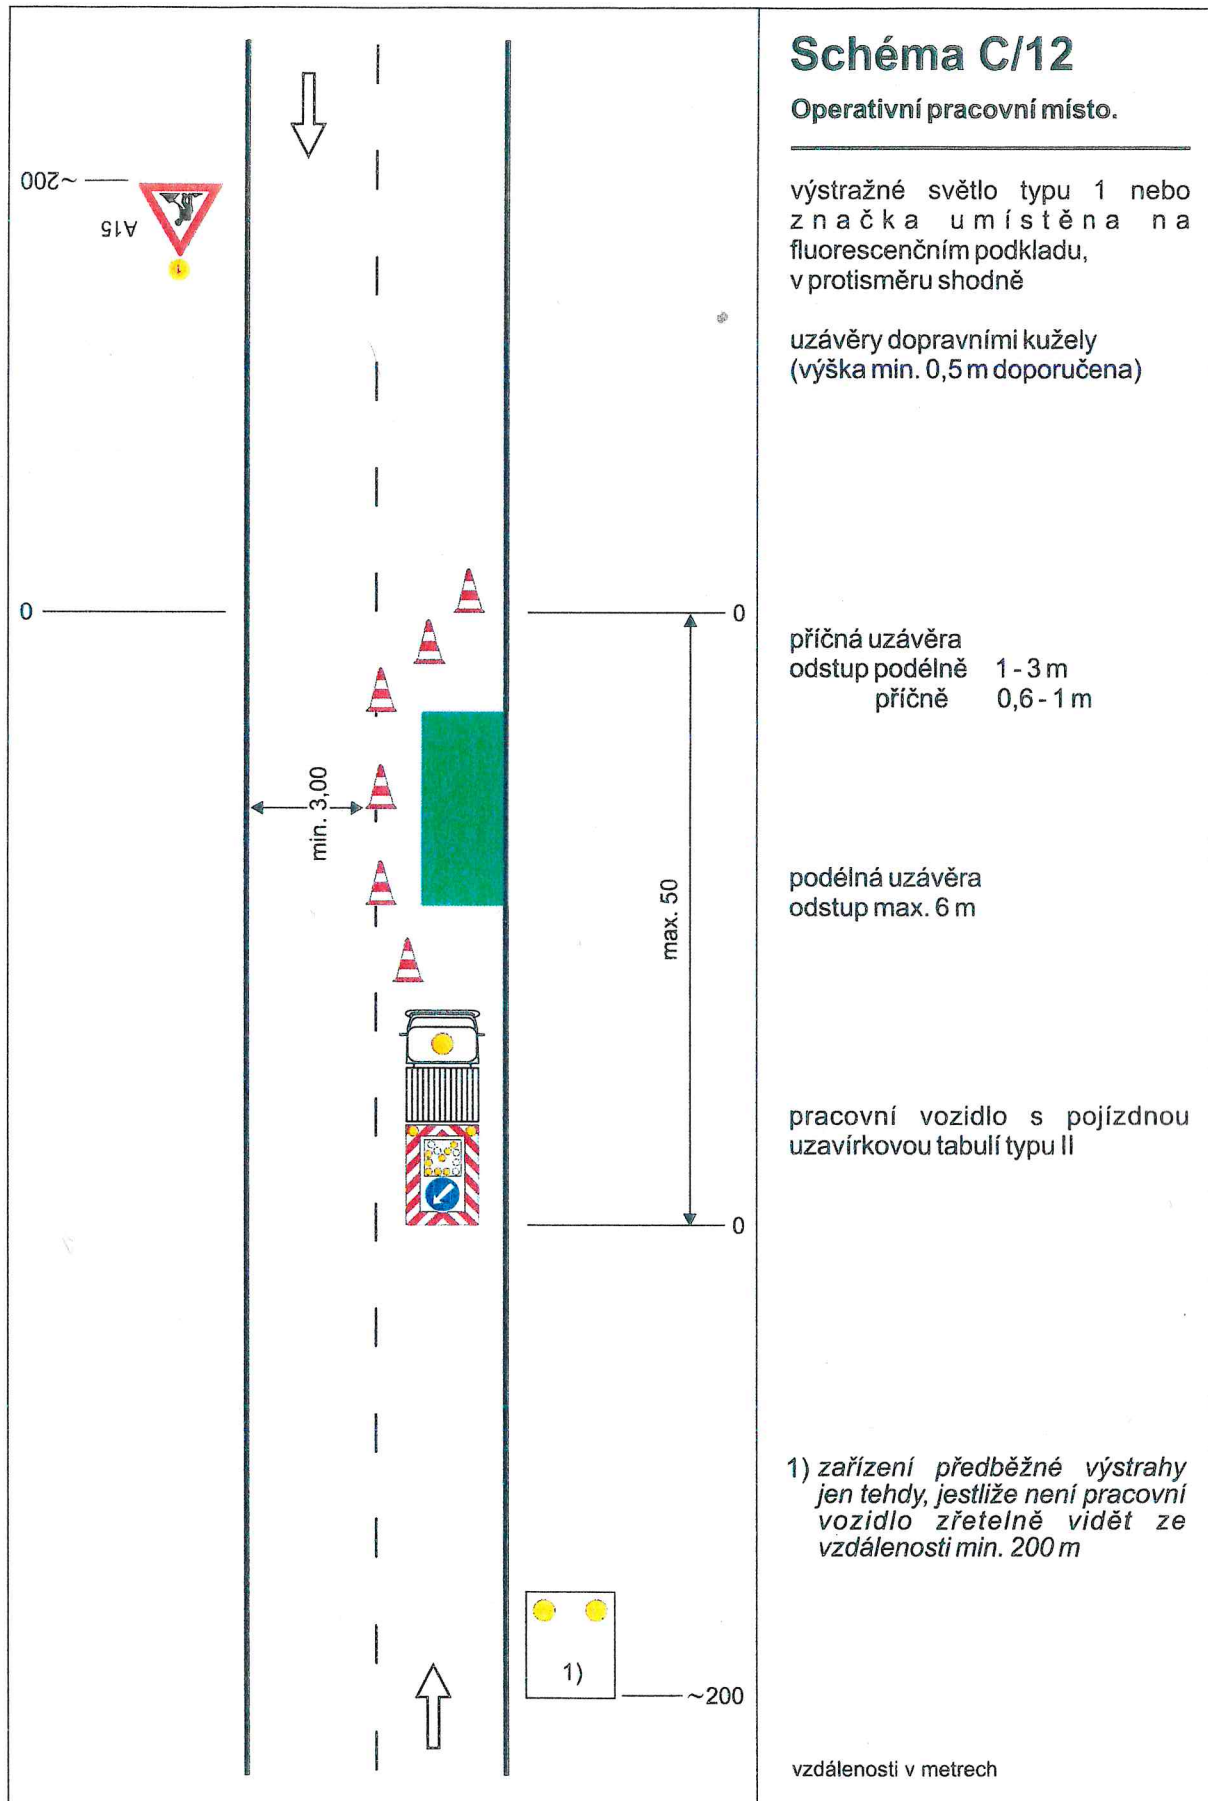 Schéma C/12
Operativní pracovní místo.
~200
A15
1
výstražné světlo typu 1 nebo
značka umístěna na
fluorescenčním podkladu,
v protisměru shodně
uzávěry dopravními kužely
(výška min. 0,5 m doporučena)
0
0
příčná uzávěra
odstup podélně 1 - 3 m
příčně 0,6 - 1 m
min. 3,00
max. 50
podélná uzávěra
odstup max. 6 m
pracovní vozidlo s pojízdnou
uzavírkovou tabulí typu II
0
1) zařízení předběžné výstrahy
jen tehdy, jestliže není pracovní
vozidlo zřetelně vidět ze
vzdálenosti min. 200 m
1)
~200
vzdálenosti v metrech